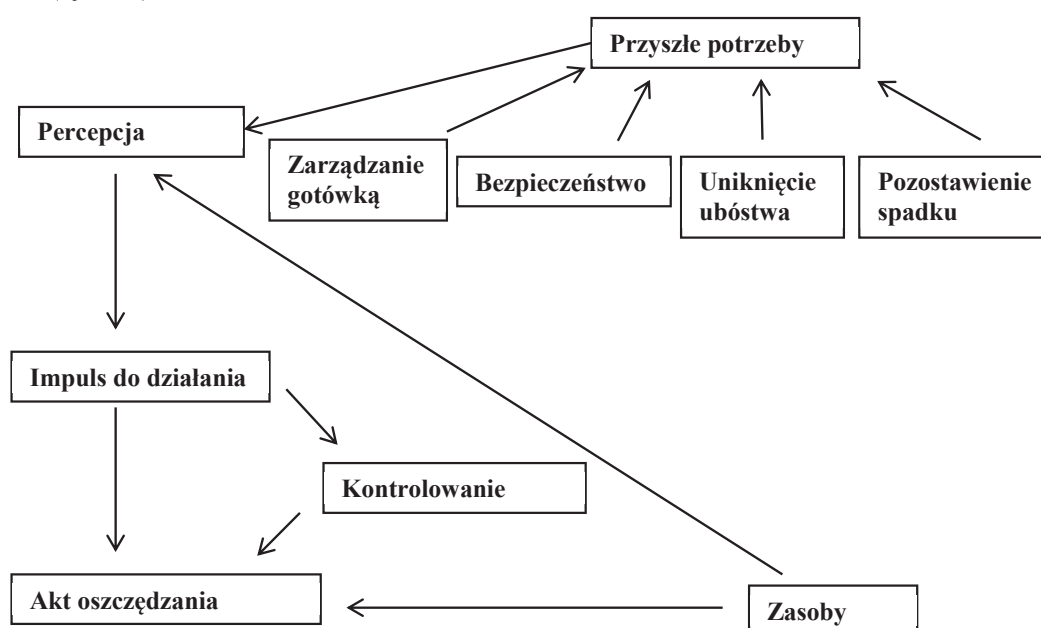 Przyszłe potrzeby
Percepcja
Zarządzanie
gotówką
Bezpieczeństwo
Uniknięcie
ubóstwa
Pozostawienie
spadku
Impuls do działania
Kontrolowanie
Akt oszczędzania
Zasoby